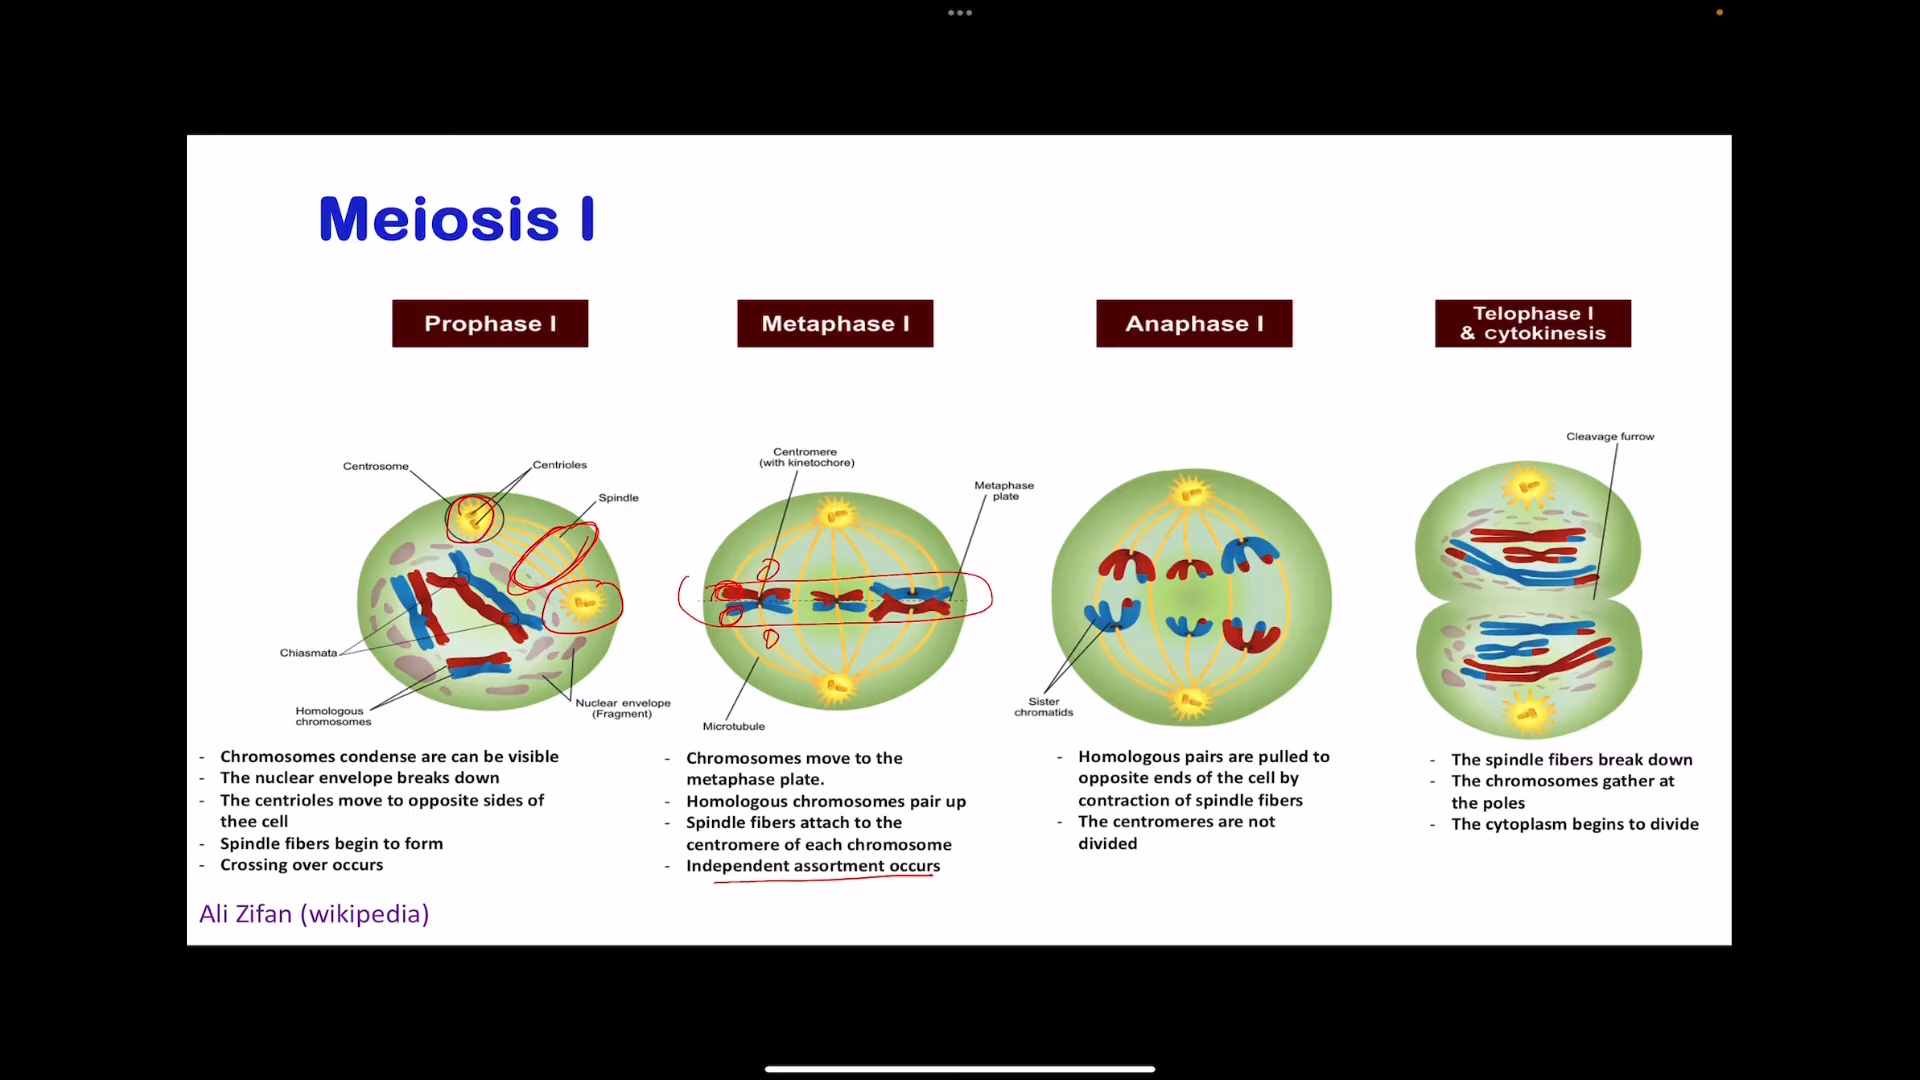 Meiosis I
Prophase I
Metaphase I
Anaphase I
Telophase I
& cytokinesis
Centrosome
Centrioles
Spindle
Chiasmata
Homologous
chromosomes
Nuclear envelope
(Fragment)
Centromere
(with kinetochore)
Metaphase
plate
Microtubule
Sister
chromatids
Cleavage furrow
- Chromosomes condense are can be visible
- The nuclear envelope breaks down
- The centrioles move to opposite sides of
thee cell
- Spindle fibers begin to form
- Crossing over occurs
- Chromosomes move to the
metaphase plate.
- Homologous chromosomes pair up
- Spindle fibers attach to the
centromere of each chromosome
- Independent assortment occurs
- Homologous pairs are pulled to
opposite ends of the cell by
contraction of spindle fibers
- The centromeres are not
divided
- The spindle fibers break down
- The chromosomes gather at
the poles
- The cytoplasm begins to divide
Ali Zifan (wikipedia)